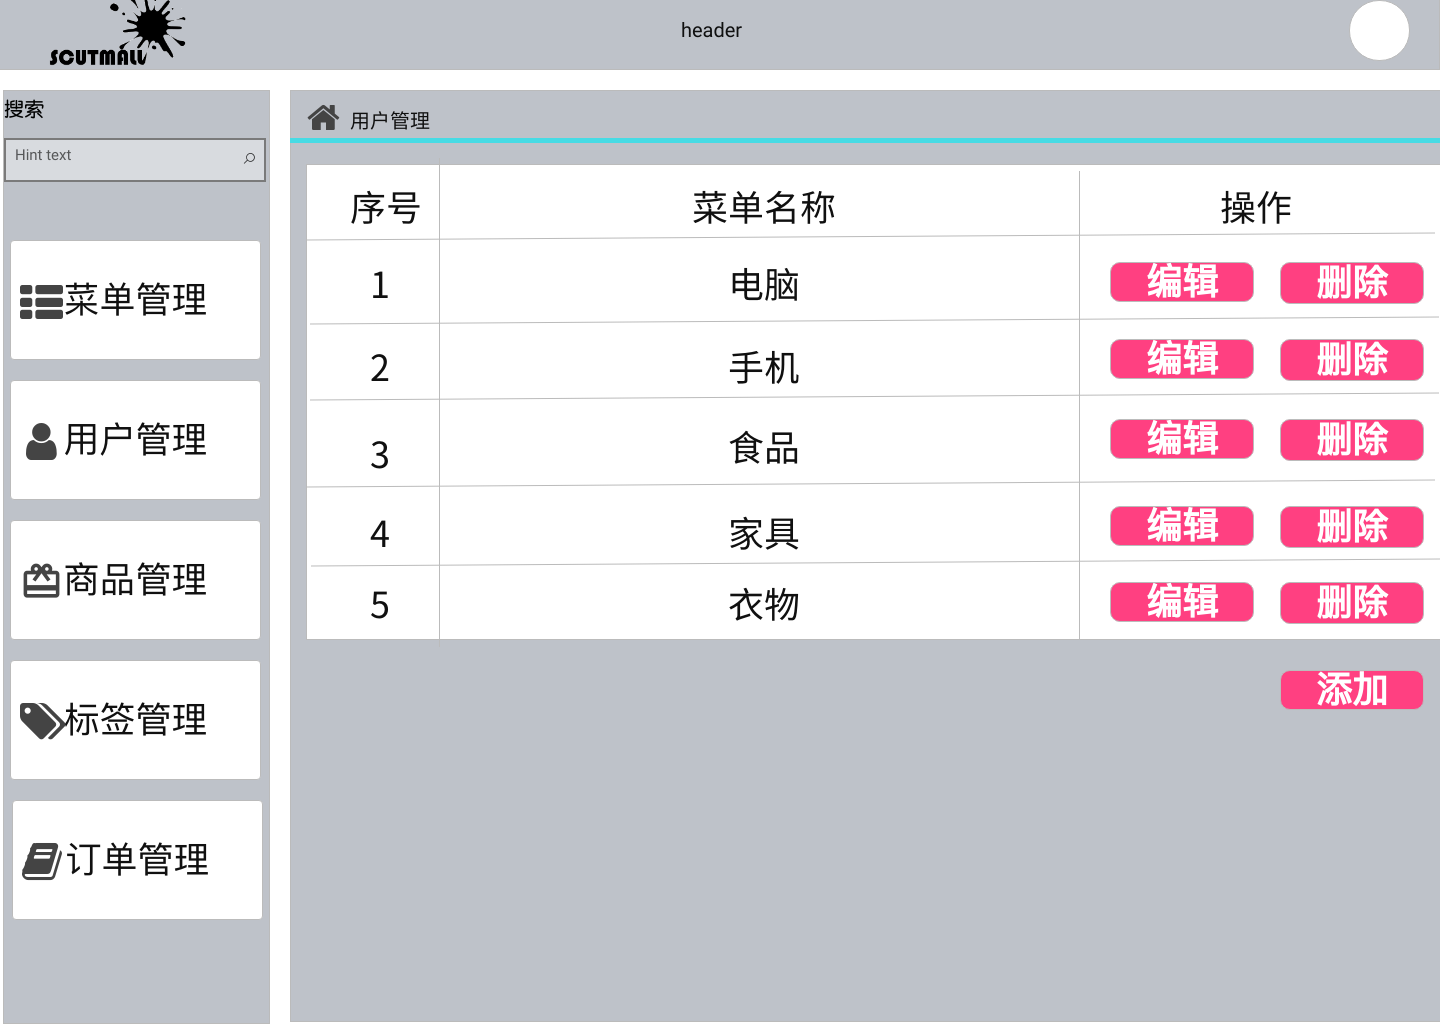 SCUTMALL
header
搜索
Hint text
菜单管理
用户管理
商品管理
标签管理
订单管理
用户管理
序号 菜单名称 操作
1 电脑 编辑 删除
2 手机 编辑 删除
3 食品 编辑 删除
4 家具 编辑 删除
5 衣物 编辑 删除
添加